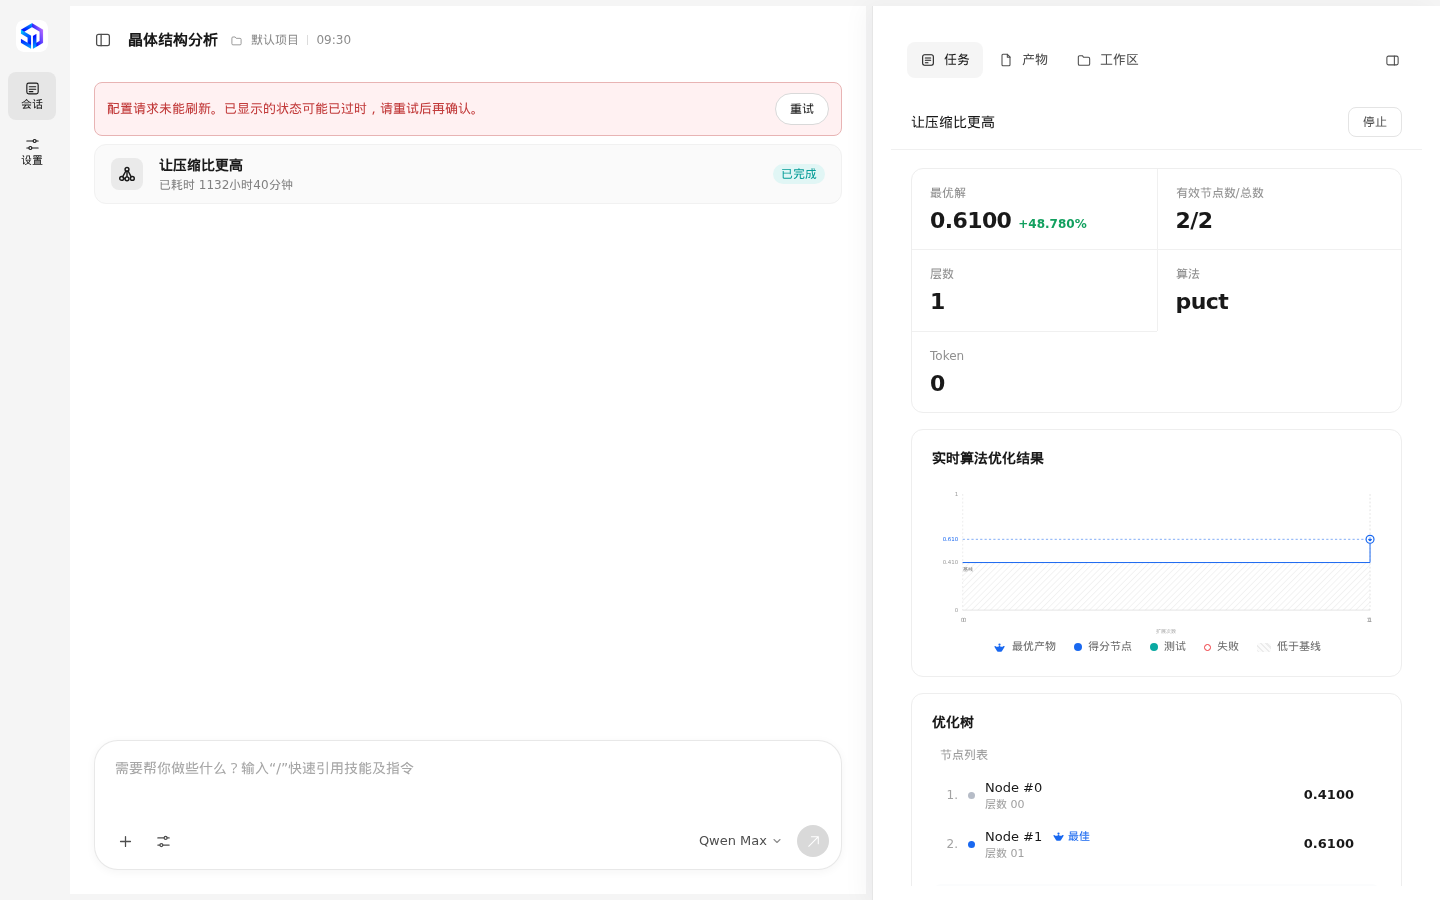 会话
设置
晶体结构分析
默认项目
09:30
配置请求未能刷新。已显示的状态可能已过时，请重试后再确认。
重试
让压缩比更高
已耗时 1132小时40分钟
已完成
需要帮你做些什么？输入“/”快速引用技能及指令
Qwen Max
任务
产物
工作区
让压缩比更高
停止
最优解
0.6100 +48.780%
有效节点数/总数
2/2
层数
1
算法
puct
Token
0
实时算法优化结果
1
0.610
0.410
基线
0
最优产物
得分节点
测试
失败
低于基线
优化树
节点列表
1.
Node #0
层数 00
0.4100
2.
Node #1
最佳
层数 01
0.6100